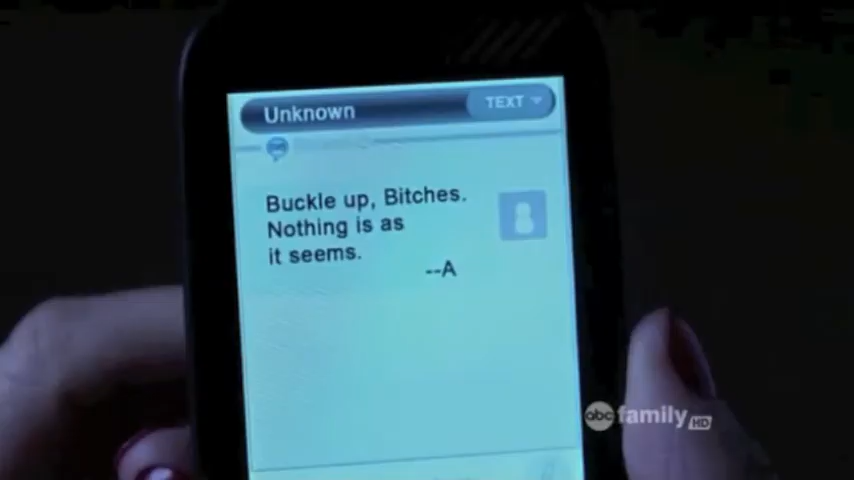 Unknown
TEXT
Buckle up, Bitches.
Nothing is as
it seems.
--A
abc family HD